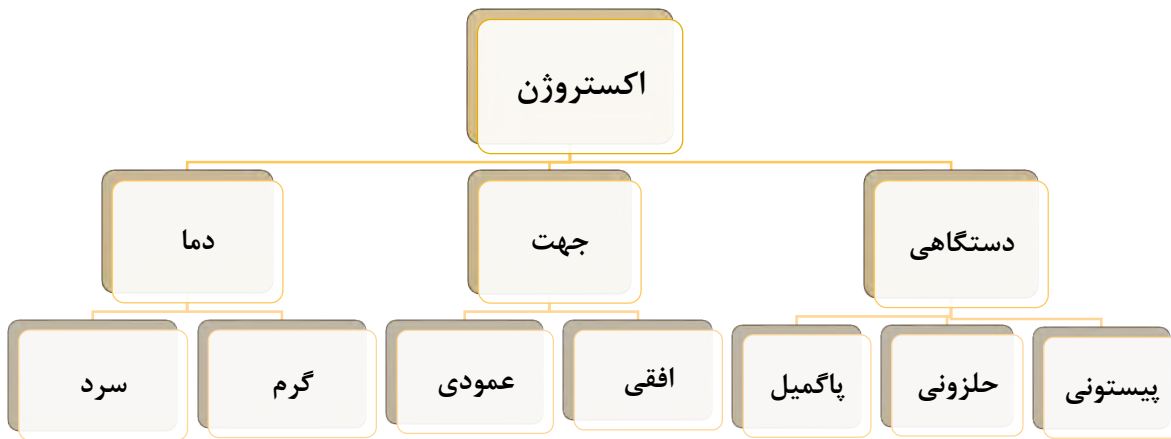 اکستروژن
دستگاهی
جهت
دما
پیستونی
حلزونی
پاگمیل
افقی
عمودی
گرم
سرد